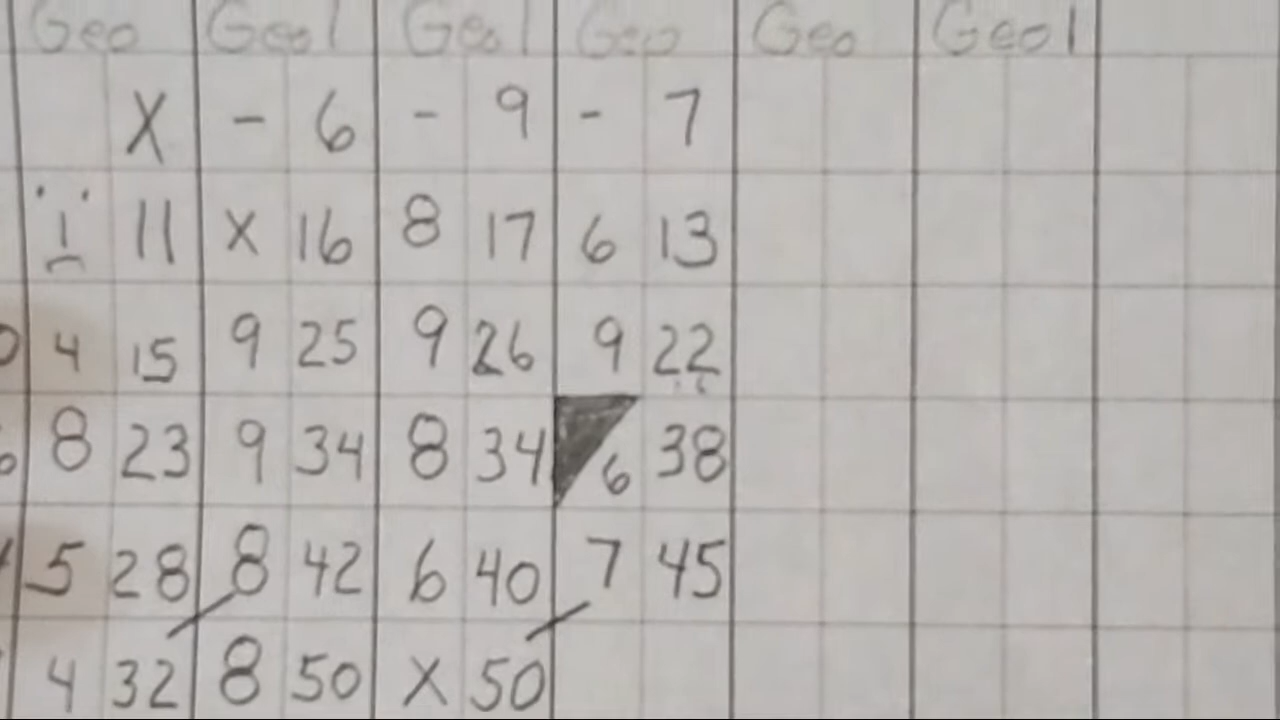 Geo Geol Geol Geo Geo Geol
X - 6 - 9 - 7
1 11 X 16 8 17 6 13
4 15 9 25 9 26 9 22
8 23 9 34 8 34 6 38
5 28 8 42 6 40 7 45
4 32 8 50 X 50